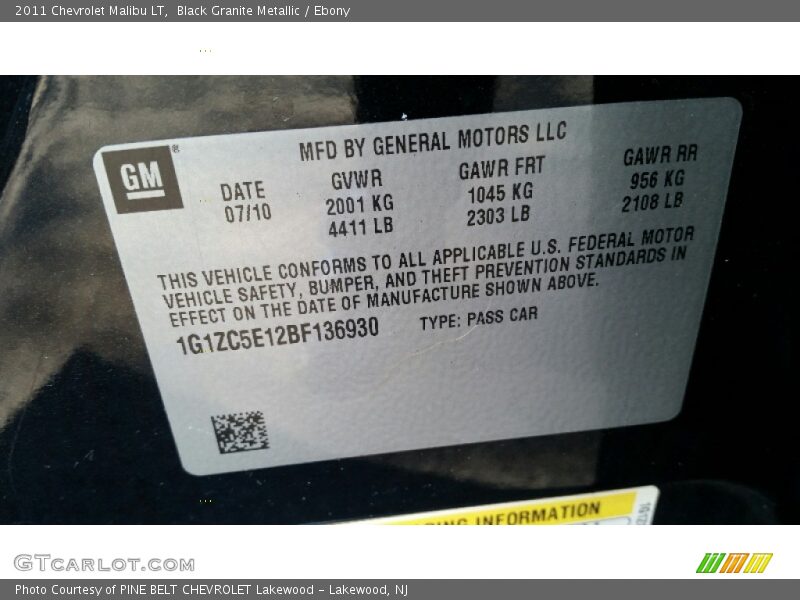 2011 Chevrolet Malibu LT, Black Granite Metallic / Ebony
GM ®
MFD BY GENERAL MOTORS LLC
DATE GVWR GAWR FRT GAWR RR
07/10 2001 KG 1045 KG 956 KG
4411 LB 2303 LB 2108 LB
THIS VEHICLE CONFORMS TO ALL APPLICABLE U.S. FEDERAL MOTOR
VEHICLE SAFETY, BUMPER, AND THEFT PREVENTION STANDARDS IN
EFFECT ON THE DATE OF MANUFACTURE SHOWN ABOVE.
1G1ZC5E12BF136930 TYPE: PASS CAR
INFORMATION
GTCARLOT.COM
Photo Courtesy of PINE BELT CHEVROLET Lakewood - Lakewood, NJ